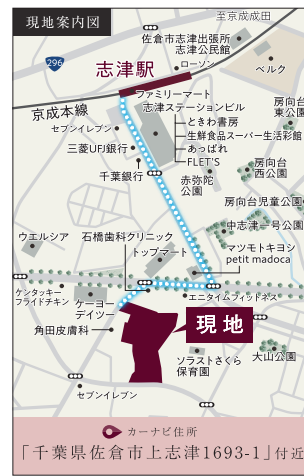 現地案内図
至京成成田
佐倉市志津出張所
志津公民館
296
志津駅
ローソン
ベルク
京成本線
ファミリーマート
志津ステーションビル
ときわ書房
生鮮食品スーパー生活彩館
あっぱれ
FLET'S
セブンイレブン
三菱UFJ銀行
千葉銀行
房向台
東公園
房向台
西公園
赤弥陀
公園
房向台児童公園
中志津一号公園
ウエルシア
石橋歯科クリニック
トップマート
マツモトキヨシ
petit madoca
ケンタッキー
フライドチキン
ケーヨー
デイツー
エニタイムフィットネス
角田皮膚科
現地
ソラストさくら
保育園
大山公園
セブンイレブン
カーナビ住所
「千葉県佐倉市上志津1693-1」付近